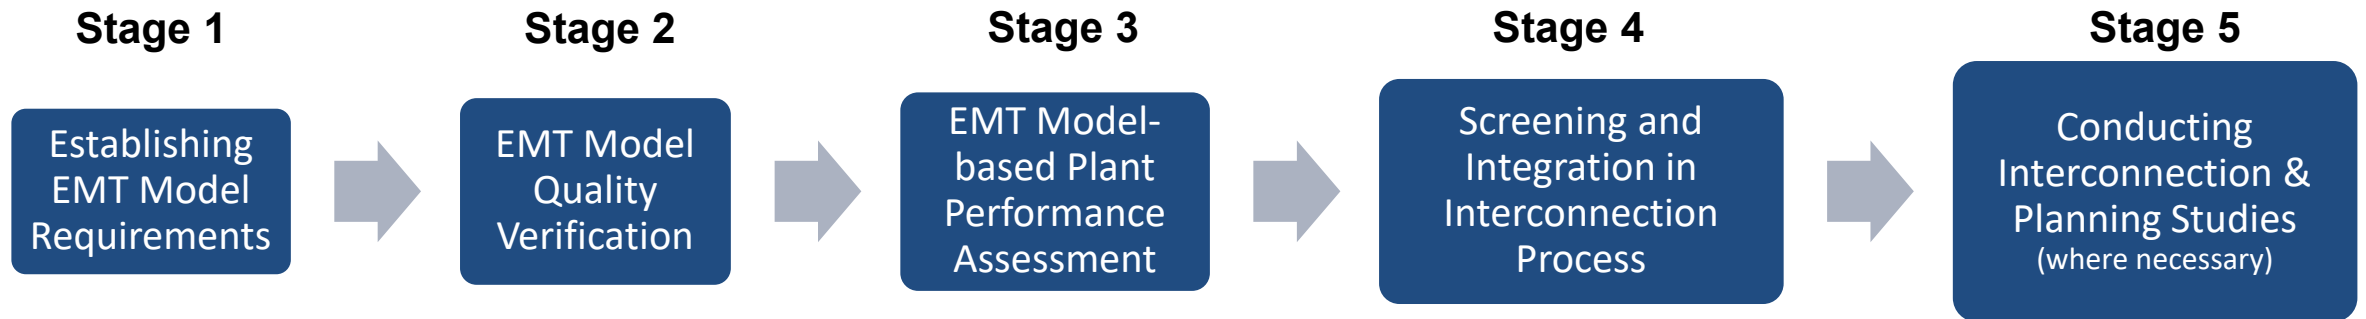 Stage 1
Establishing
EMT Model
Requirements
Stage 2
EMT Model
Quality
Verification
Stage 3
EMT Model-
based Plant
Performance
Assessment
Stage 4
Screening and
Integration in
Interconnection
Process
Stage 5
Conducting
Interconnection &
Planning Studies
(where necessary)